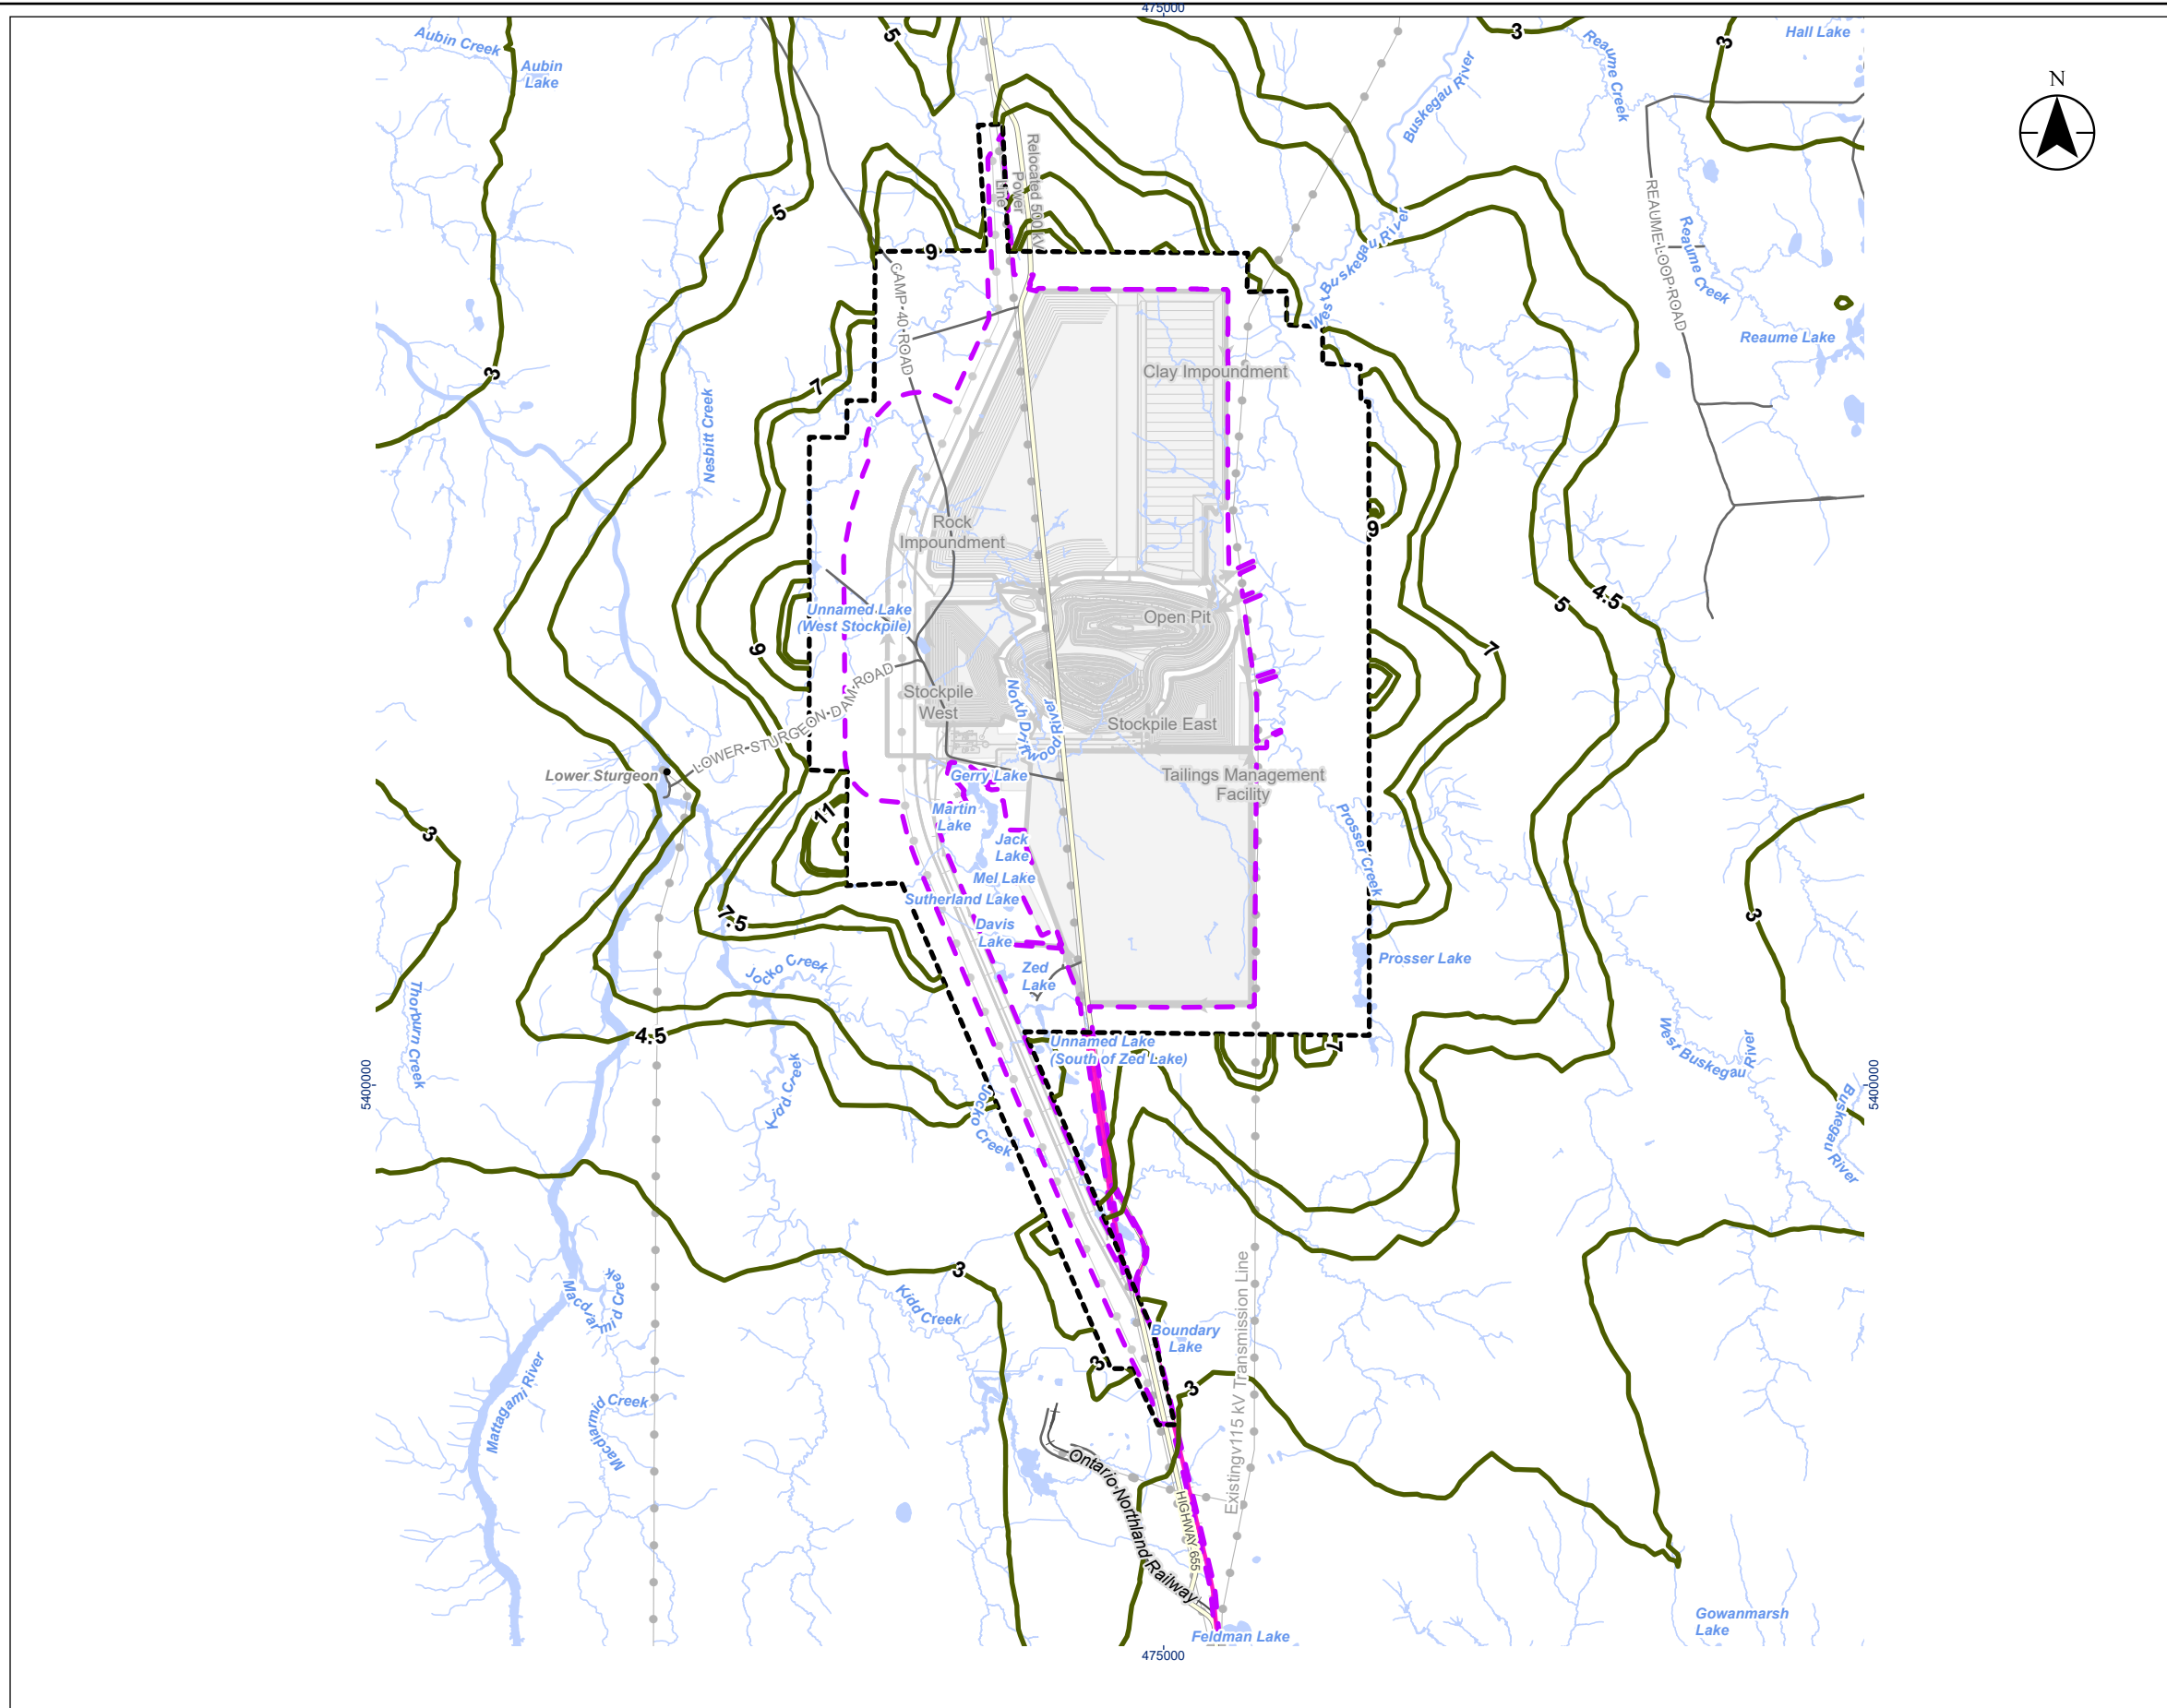 475000
Aubin Creek
Aubin
Lake
5
3
Reaume Creek
3
Hall Lake
N
Buskegau River
Relocated 500 kV
Power
Line
5
9
CAMP 40 ROAD
West Buskegau River
REAUME LOOP ROAD
Reaume Creek
Reaume Lake
3
7
Nesbitt Creek
Clay Impoundment
Rock
Impoundment
9
Unnamed Lake
(West Stockpile)
Open Pit
5
4.5
9
7
LOWER STURGEON DAM ROAD
Stockpile
West
North Driftwood River
Stockpile East
Lower Sturgeon
Gerry Lake
Tailings Management
Facility
3
11
Martin
Lake
Jack
Lake
Prosser Creek
Mel Lake
Sutherland Lake
7.5
Davis
Lake
3
Jocko Creek
Zed
Lake
Prosser Lake
Thorburn Creek
4.5
Unnamed Lake
(South of Zed Lake)
7
West Buskegau River
5400000
5400000
Kidd Creek
Jocko Creek
Buskegau River
3
Macdiarmid Creek
Kidd Creek
Boundary
Lake
Existingv115 kV Transmission Line
3
3
Mattagami River
Macdiarmid Creek
Ontario Northland Railway
HIGHWAY 655
Gowanmarsh
Lake
Feldman Lake
475000